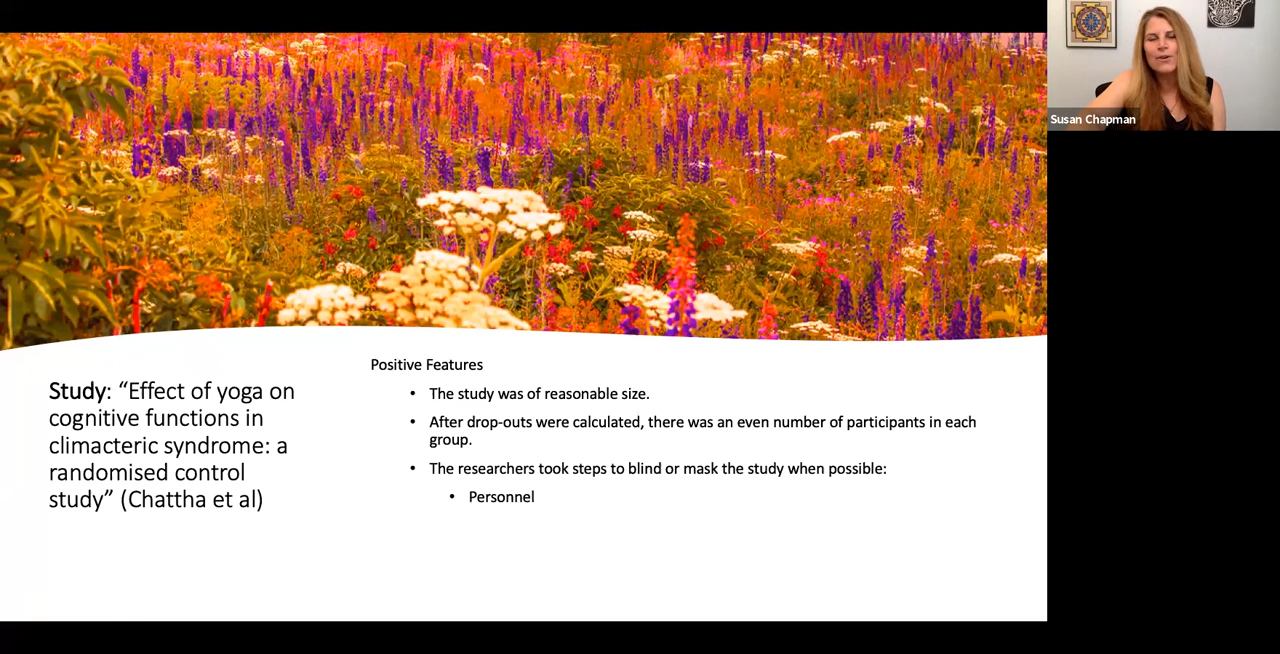 Susan Chapman
Study: “Effect of yoga on
cognitive functions in
climacteric syndrome: a
randomised control
study” (Chattha et al)
Positive Features
• The study was of reasonable size.
• After drop-outs were calculated, there was an even number of participants in each
group.
• The researchers took steps to blind or mask the study when possible:
• Personnel